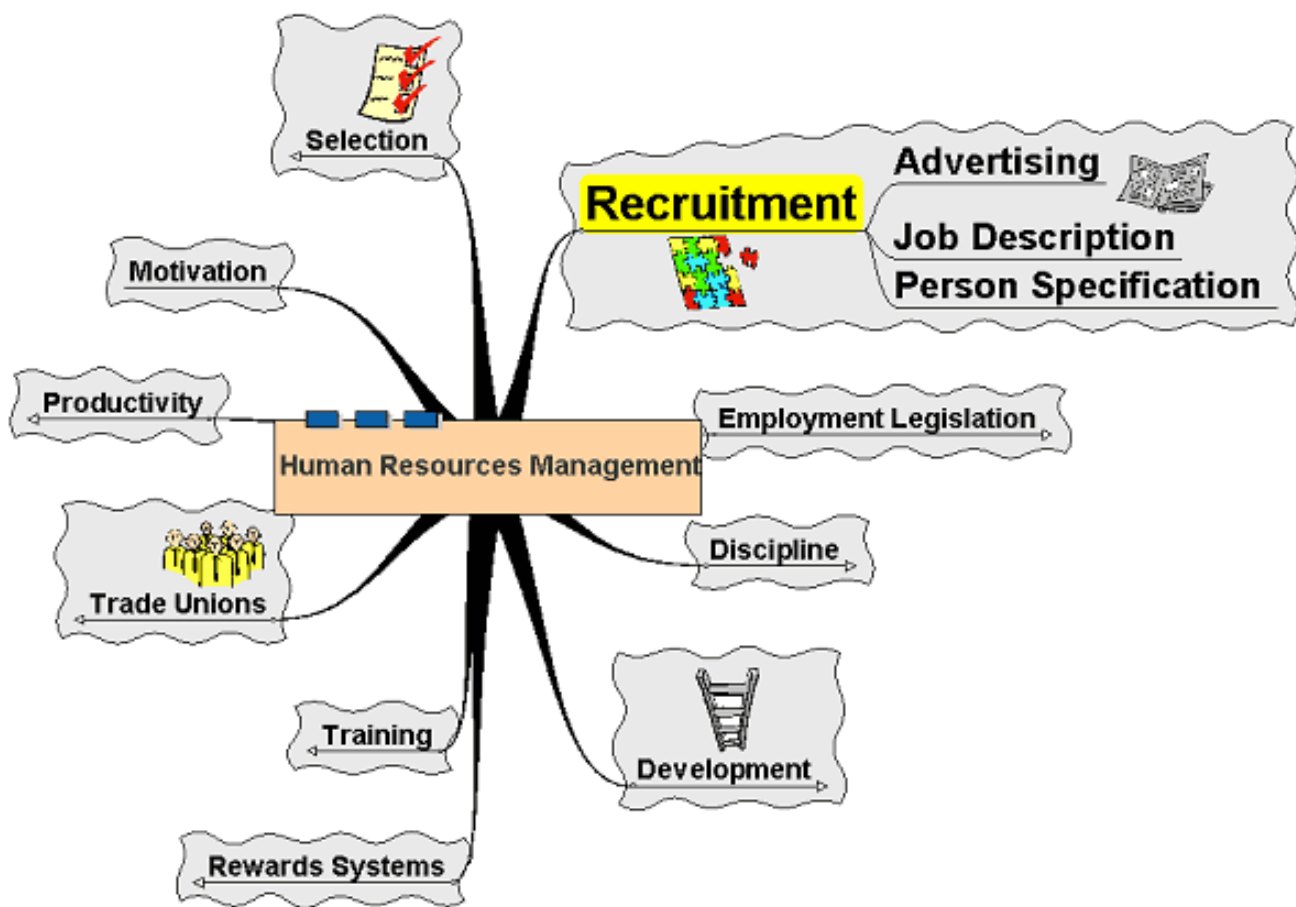 Selection
Recruitment
Advertising
Job Description
Person Specification
Motivation
Productivity
Employment Legislation
Human Resources Management
Discipline
Trade Unions
Training
Development
Rewards Systems